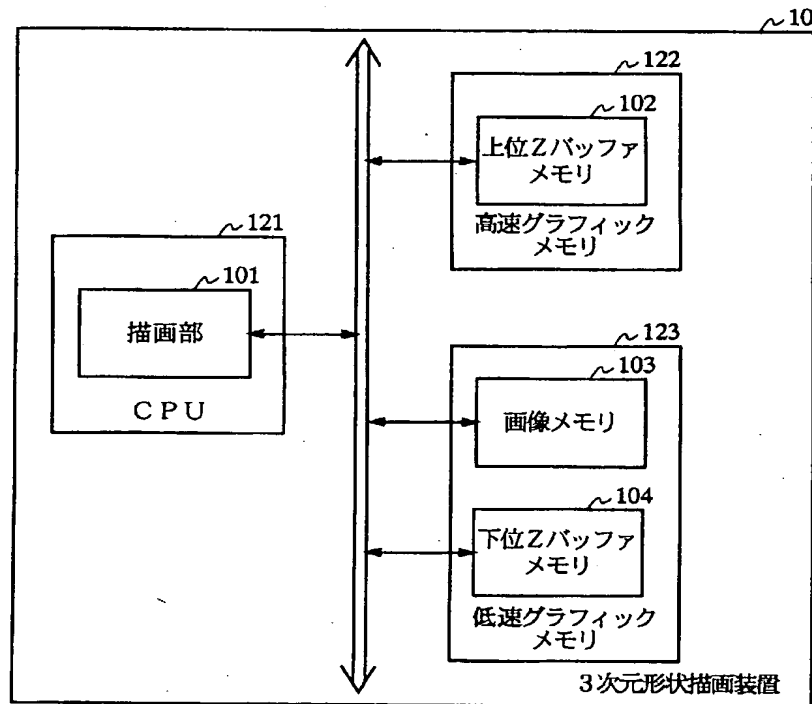 10
122
102
上位Zバッファ
メモリ
高速グラフィック
メモリ
121
101
描画部
CPU
123
103
画像メモリ
104
下位Zバッファ
メモリ
低速グラフィック
メモリ
3次元形状描画装置